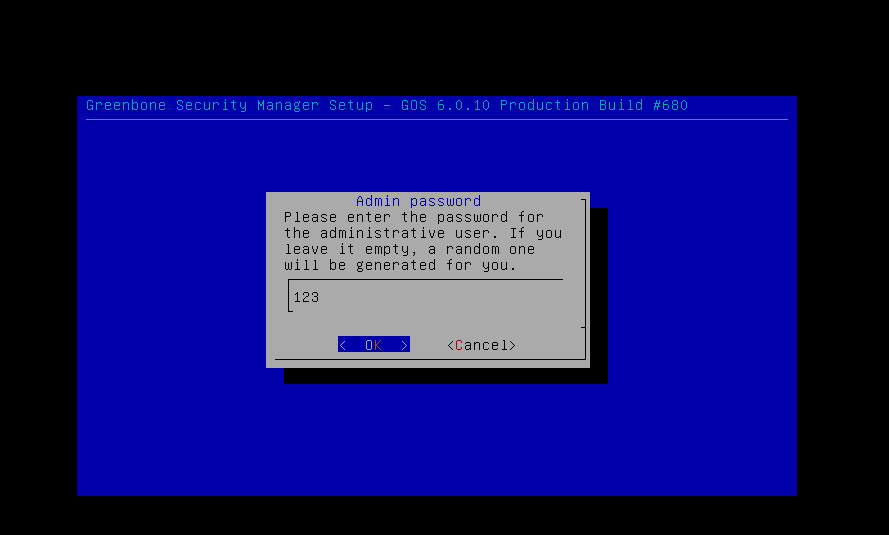 Greenbone Security Manager Setup - GOS 6.0.10 Production Build #680
Admin password
Please enter the password for
the administrative user. If you
leave it empty, a random one
will be generated for you.
123
< OK > <Cancel>